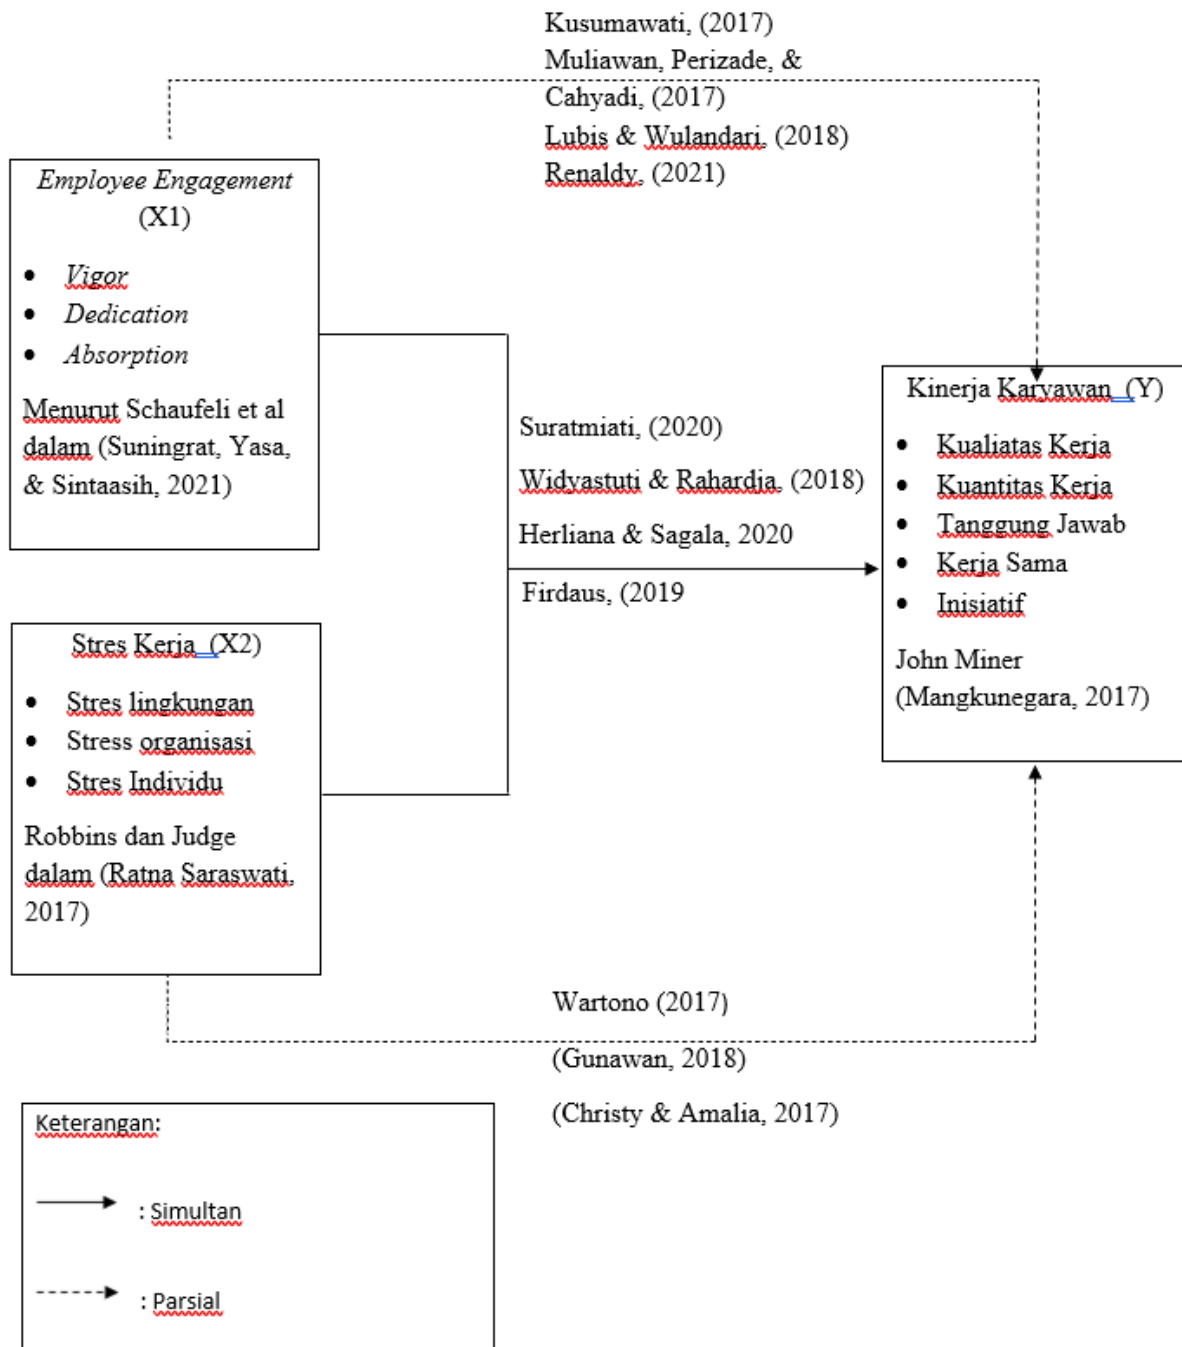 Kusumawati, (2017)
Muliawan, Perizade, &
Cahyadi, (2017)
Lubis & Wulandari, (2018)
Renaldy, (2021)
Employee Engagement
(X1)
• Vigor
• Dedication
• Absorption
Menurut Schaufeli et al
dalam (Suningrat, Yasa,
& Sintaasih, 2021)
Suratmiati, (2020)
Widyastuti & Rahardja, (2018)
Herliana & Sagala, 2020
Firdaus, (2019
Kinerja Karyawan (Y)
• Kualiatas Kerja
• Kuantitas Kerja
• Tanggung Jawab
• Kerja Sama
• Inisiatif
John Miner
(Mangkunegara, 2017)
Stres Kerja (X2)
• Stres lingkungan
• Stress organisasi
• Stres Individu
Robbins dan Judge
dalam (Ratna Saraswati,
2017)
Wartono (2017)
(Gunawan, 2018)
(Christy & Amalia, 2017)
Keterangan:
: Simultan
: Parsial